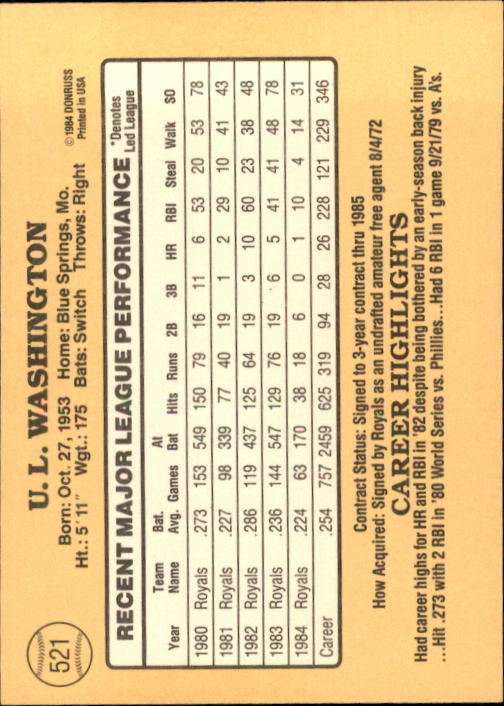 521
U. L. WASHINGTON
Born: Oct. 27, 1953 Home: Blue Springs, Mo.
Ht.: 5'11" Wgt.: 175 Bats: Switch Throws: Right
© 1984 DONRUSS
Printed in USA
RECENT MAJOR LEAGUE PERFORMANCE *Denotes Led League
Year Team Name Bat. Avg. Games At Bat Hits Runs 2B 3B HR RBI Steal Walk SO
1980 Royals .273 153 549 150 79 16 11 6 53 20 53 78
1981 Royals .227 98 339 77 40 19 1 2 29 10 41 43
1982 Royals .286 119 437 125 64 19 3 10 60 23 38 48
1983 Royals .236 144 547 129 76 19 6 5 41 41 48 78
1984 Royals .224 63 170 38 18 6 0 1 10 4 14 31
Career .254 757 2459 625 319 94 28 26 228 121 229 346
Contract Status: Signed to 3-year contract thru 1985
How Acquired: Signed by Royals as an undrafted amateur free agent 8/4/72
CAREER HIGHLIGHTS
Had career highs for HR and RBI in '82 despite being bothered by an early-season back injury
...Hit .273 with 2 RBI in '80 World Series vs. Phillies...Had 6 RBI in 1 game 9/21/79 vs. A's.